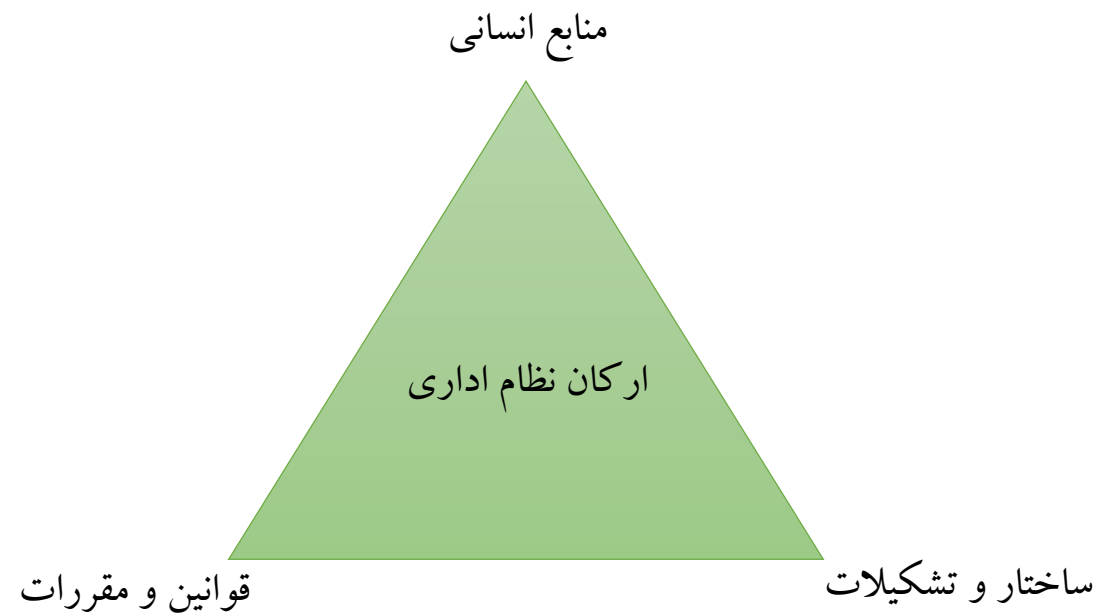 منابع انسانی
ارکان نظام اداری
ساختار و تشکیلات
قوانین و مقررات